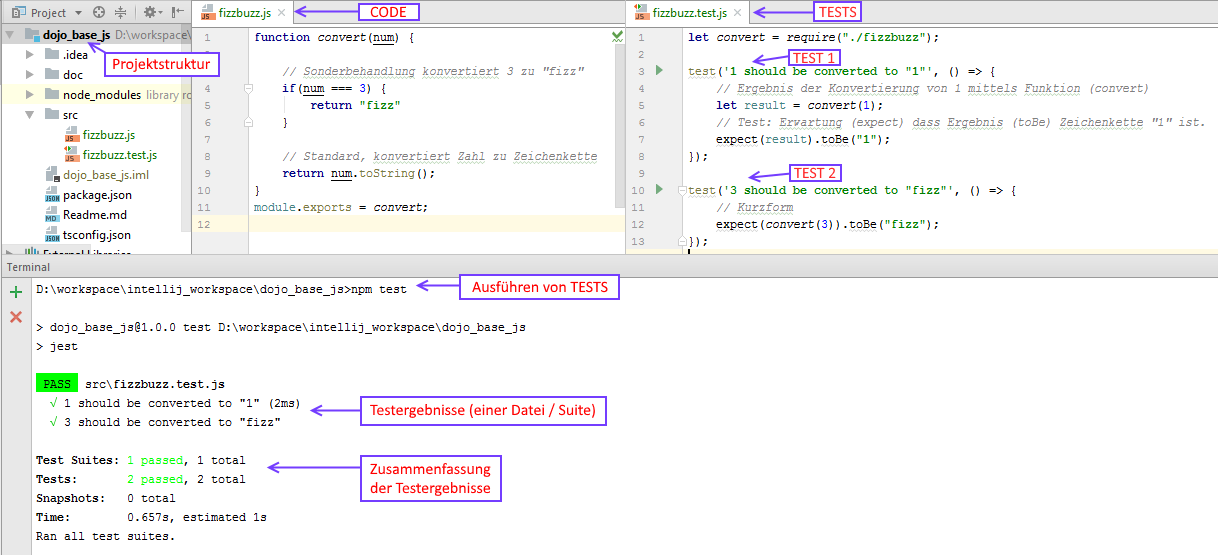 Project
fizzbuzz.js
CODE
fizzbuzz.test.js
TESTS
dojo_base_js D:\workspace\
Projektstruktur
.idea
doc
node_modules library ro
src
fizzbuzz.js
fizzbuzz.test.js
dojo_base_js.iml
package.json
Readme.md
tsconfig.json
External Libraries
1 function convert(num) {
2
3 // Sonderbehandlung konvertiert 3 zu "fizz"
4 if(num === 3) {
5 return "fizz"
6 }
7
8 // Standard, konvertiert Zahl zu Zeichenkette
9 return num.toString();
10 }
11 module.exports = convert;
12
1 let convert = require("./fizzbuzz");
2
TEST 1
3 test('1 should be converted to "1"', () => {
4 // Ergebnis der Konvertierung von 1 mittels Funktion (convert)
5 let result = convert(1);
6 // Test: Erwartung (expect) dass Ergebnis (toBe) Zeichenkette "1" ist.
7 expect(result).toBe("1");
8 });
9
TEST 2
10 test('3 should be converted to "fizz"', () => {
11 // Kurzform
12 expect(convert(3)).toBe("fizz");
13 });
Terminal
D:\workspace\intellij_workspace\dojo_base_js>npm test
Ausführen von TESTS
> dojo_base_js@1.0.0 test D:\workspace\intellij_workspace\dojo_base_js
> jest
PASS src\fizzbuzz.test.js
√ 1 should be converted to "1" (2ms)
√ 3 should be converted to "fizz"
Testergebnisse (einer Datei / Suite)
Test Suites: 1 passed, 1 total
Tests: 2 passed, 2 total
Snapshots: 0 total
Time: 0.657s, estimated 1s
Ran all test suites.
Zusammenfassung
der Testergebnisse